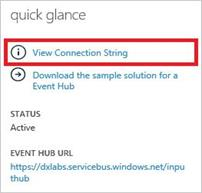 quick glance
View Connection String
Download the sample solution for a
Event Hub
STATUS
Active
EVENT HUB URL
https://dxlabs.servicebus.windows.net/inpu
thub